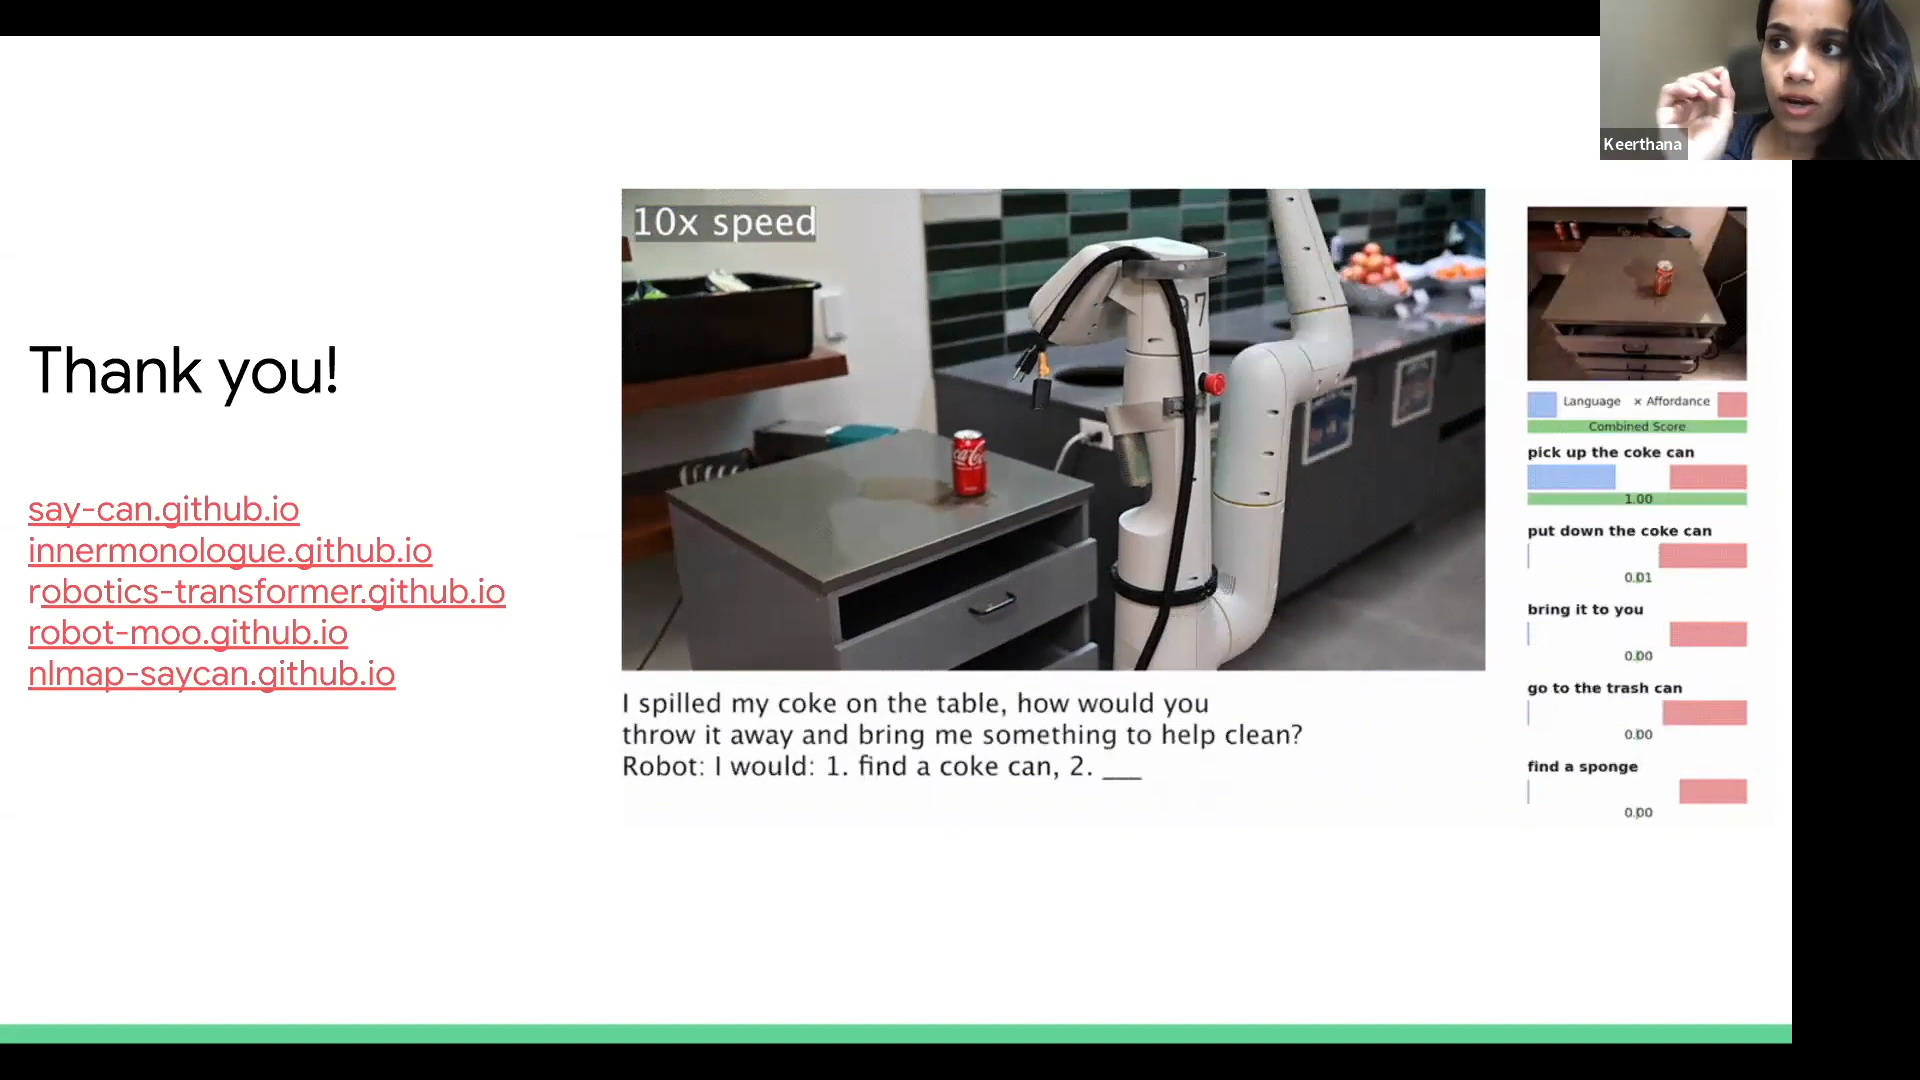 Keerthana
10x speed
Thank you!
say-can.github.io
innermonologue.github.io
robotics-transformer.github.io
robot-moo.github.io
nlmap-saycan.github.io
97
Coca-Cola
I spilled my coke on the table, how would you
throw it away and bring me something to help clean?
Robot: I would: 1. find a coke can, 2. ___
Language × Affordance
Combined Score
pick up the coke can
1.00
put down the coke can
0.01
bring it to you
0.00
go to the trash can
0.00
find a sponge
0.00